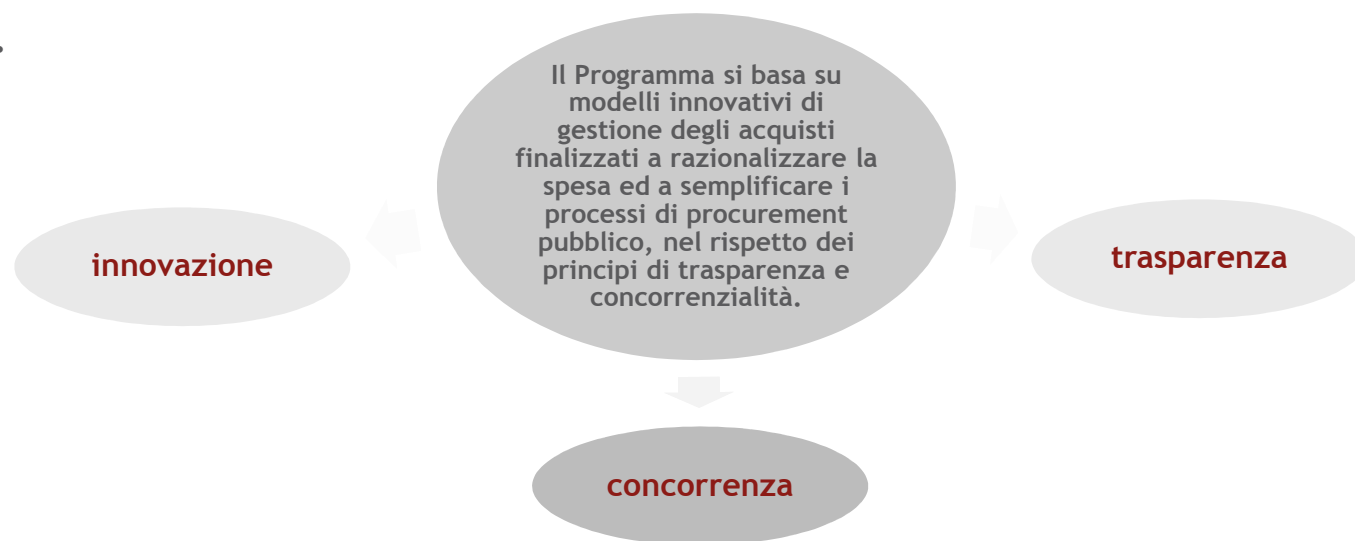 Il Programma si basa su
modelli innovativi di
gestione degli acquisti
finalizzati a razionalizzare la
spesa ed a semplificare i
processi di procurement
pubblico, nel rispetto dei
principi di trasparenza e
concorrenzialità.
innovazione
trasparenza
concorrenza